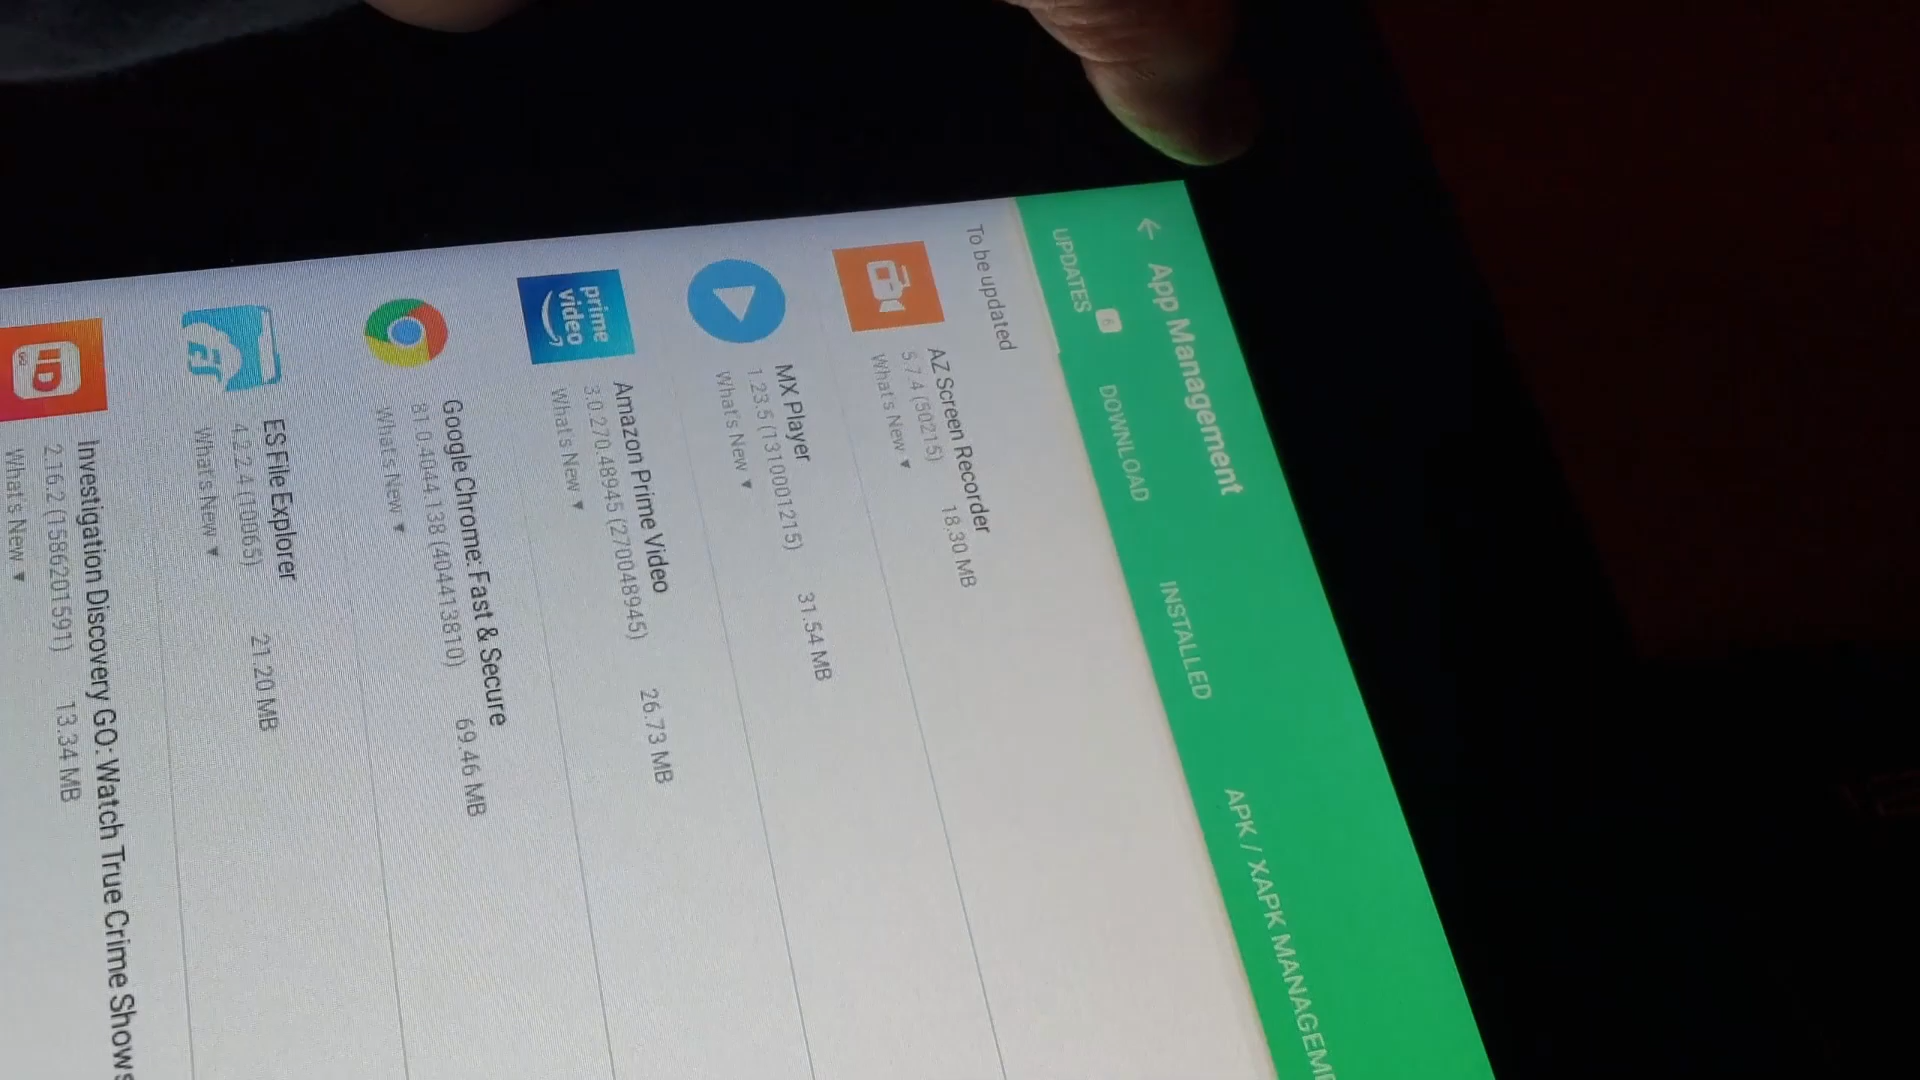 ← App Management
UPDATES 6 DOWNLOAD INSTALLED APK / XAPK MANAGEM
To be updated
AZ Screen Recorder
5.7.4 (50215) 18.30 MB
What's New ▼
MX Player
1.23.5 (1310001215) 31.54 MB
What's New ▼
prime
video
Amazon Prime Video
3.0.270.48945 (270048945) 26.73 MB
What's New ▼
Google Chrome: Fast & Secure
81.0.4044.138 (404413810) 69.46 MB
What's New ▼
ES File Explorer
4.2.2.4 (10065) 21.20 MB
What's New ▼
ID
GO
Investigation Discovery GO: Watch True Crime Shows
2.16.2 (1586201591) 13.34 MB
What's New ▼